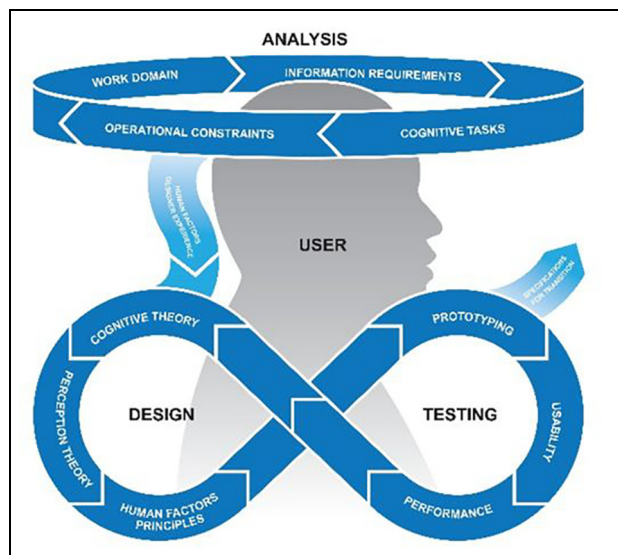 ANALYSIS
WORK DOMAIN
INFORMATION REQUIREMENTS
OPERATIONAL CONSTRAINTS
COGNITIVE TASKS
HUMAN FACTORS
DESIGNER EXPERIENCE
USER
SPECIFICATIONS
FOR TRANSITION
COGNITIVE THEORY
PROTOTYPING
PERCEPTION THEORY
DESIGN
TESTING
USABILITY
HUMAN FACTORS
PRINCIPLES
PERFORMANCE